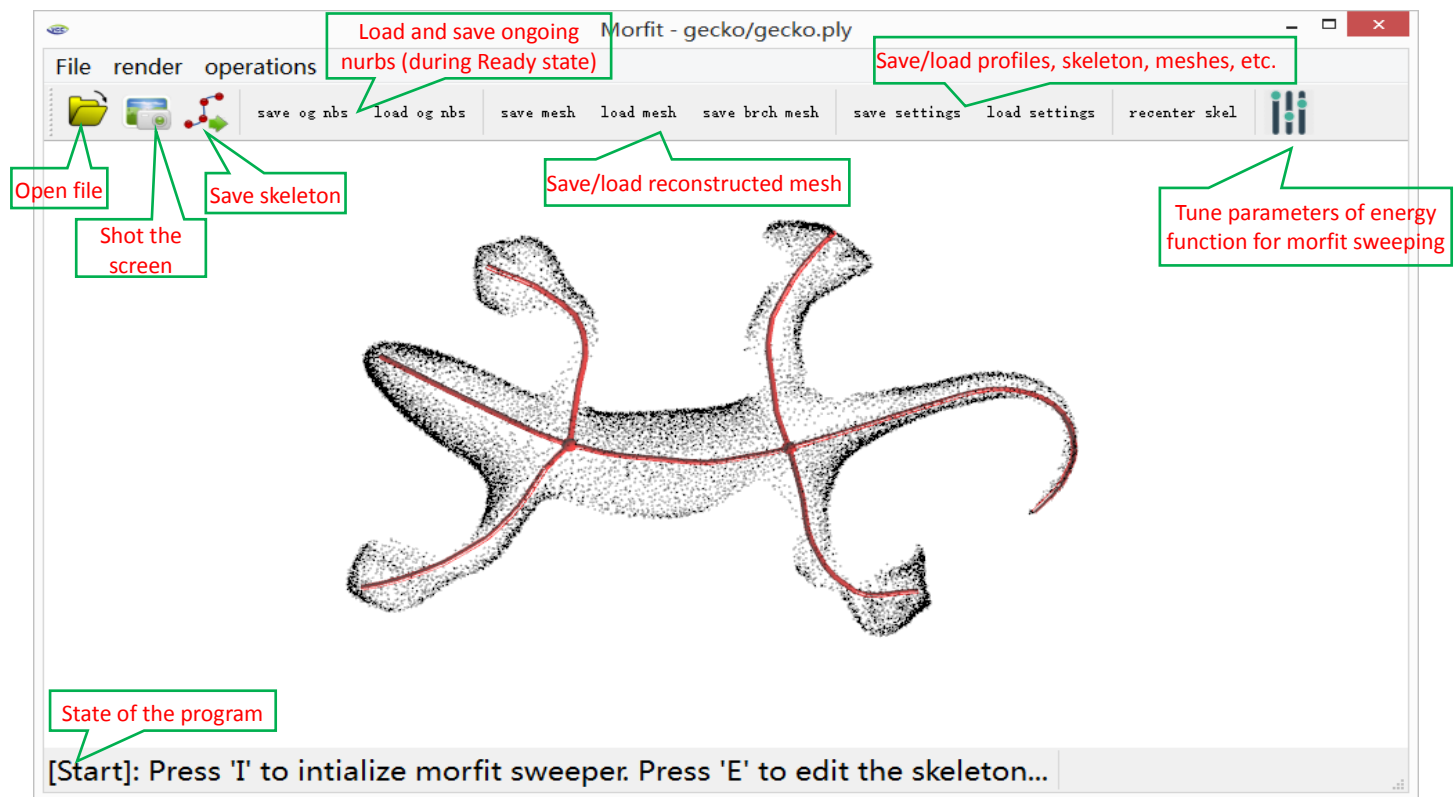 Morfit - gecko/gecko.ply
Load and save ongoing
nurbs (during Ready state)
Save/load profiles, skeleton, meshes, etc.
File render operations
save og nbs load og nbs save mesh load mesh save brch mesh save settings load settings recenter skel
Open file
Save skeleton
Save/load reconstructed mesh
Shot the
screen
Tune parameters of energy
function for morfit sweeping
State of the program
[Start]: Press 'I' to intialize morfit sweeper. Press 'E' to edit the skeleton...